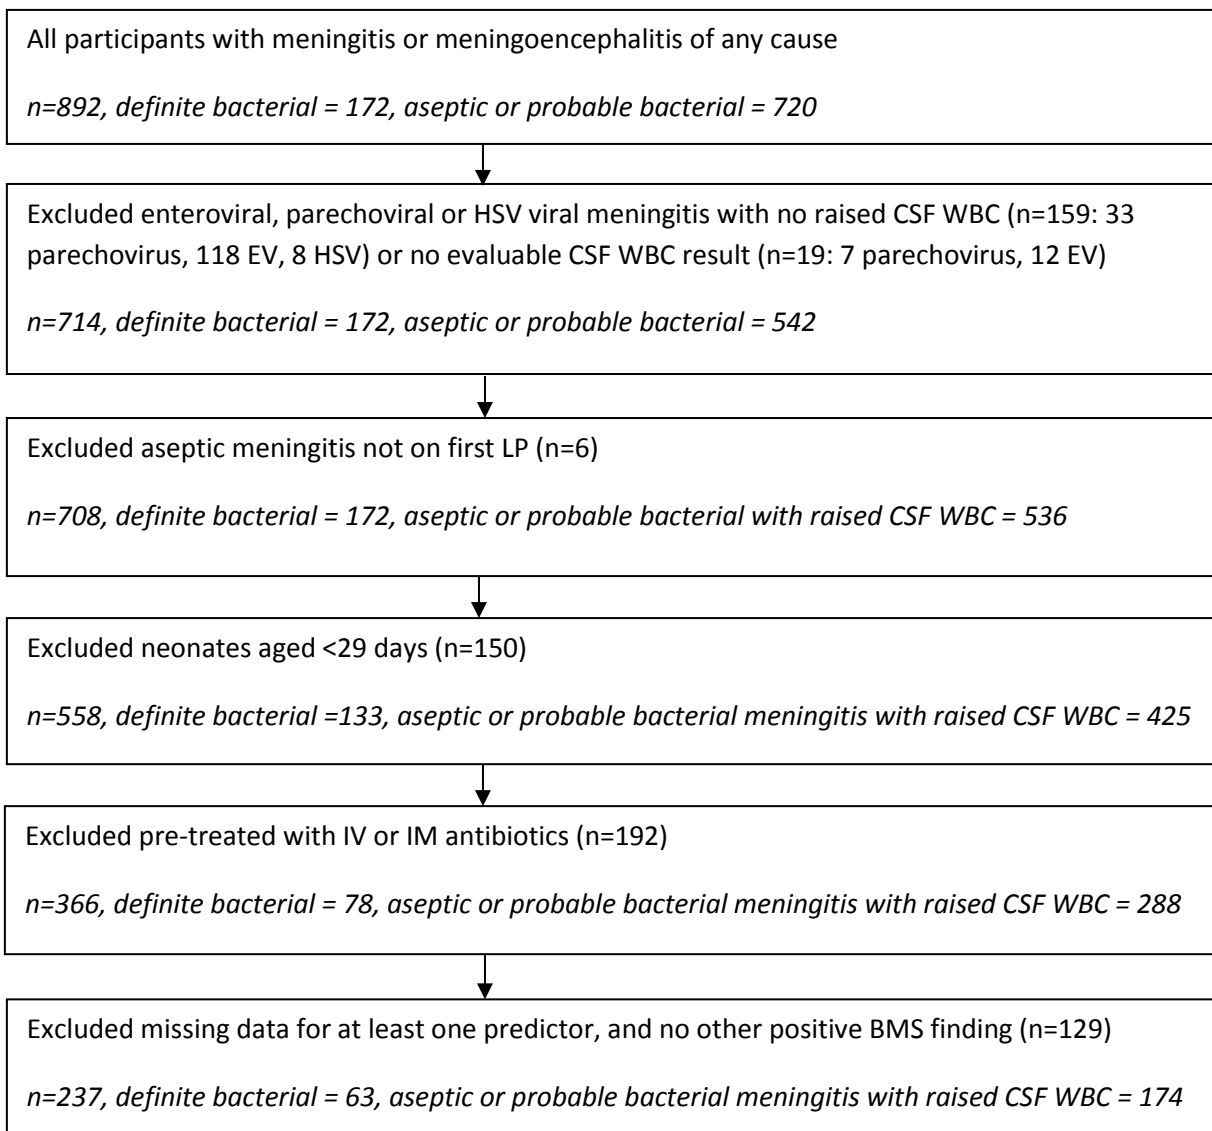 All participants with meningitis or meningoencephalitis of any cause
n=892, definite bacterial = 172, aseptic or probable bacterial = 720
Excluded enteroviral, parechoviral or HSV viral meningitis with no raised CSF WBC (n=159: 33
parechovirus, 118 EV, 8 HSV) or no evaluable CSF WBC result (n=19: 7 parechovirus, 12 EV)
n=714, definite bacterial = 172, aseptic or probable bacterial = 542
Excluded aseptic meningitis not on first LP (n=6)
n=708, definite bacterial = 172, aseptic or probable bacterial with raised CSF WBC = 536
Excluded neonates aged <29 days (n=150)
n=558, definite bacterial =133, aseptic or probable bacterial meningitis with raised CSF WBC = 425
Excluded pre-treated with IV or IM antibiotics (n=192)
n=366, definite bacterial = 78, aseptic or probable bacterial meningitis with raised CSF WBC = 288
Excluded missing data for at least one predictor, and no other positive BMS finding (n=129)
n=237, definite bacterial = 63, aseptic or probable bacterial meningitis with raised CSF WBC = 174